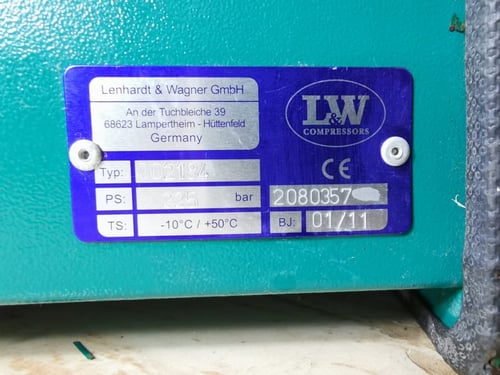 Lenhardt & Wagner GmbH
An der Tuchbleiche 39
68623 Lampertheim - Hüttenfeld
Germany
L&W
COMPRESSORS
CE
Typ:
PS: 225 bar
2080357
TS: -10°C / +50°C
BJ: 01/11